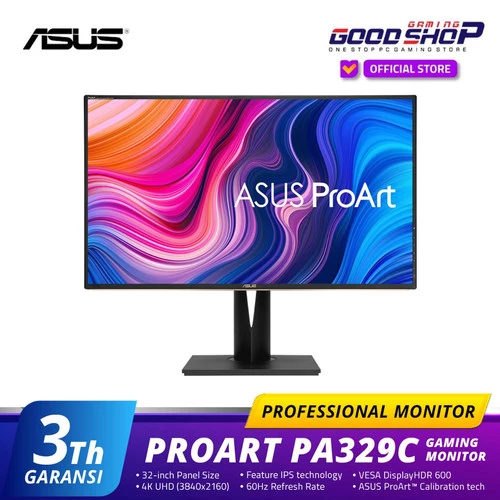 ASUS
GAMING
GOODSHOP
ONE STOP PC GAMING STORE
OFFICIAL STORE
ASUS ProArt
ASUS
PROFESSIONAL MONITOR
3Th
GARANSI
PROART PA329C
GAMING
MONITOR
• 32-inch Panel Size
• 4K UHD (3840x2160)
• Feature IPS technology
• 60Hz Refresh Rate
• VESA DisplayHDR 600
• ASUS ProArt™ Calibration tech